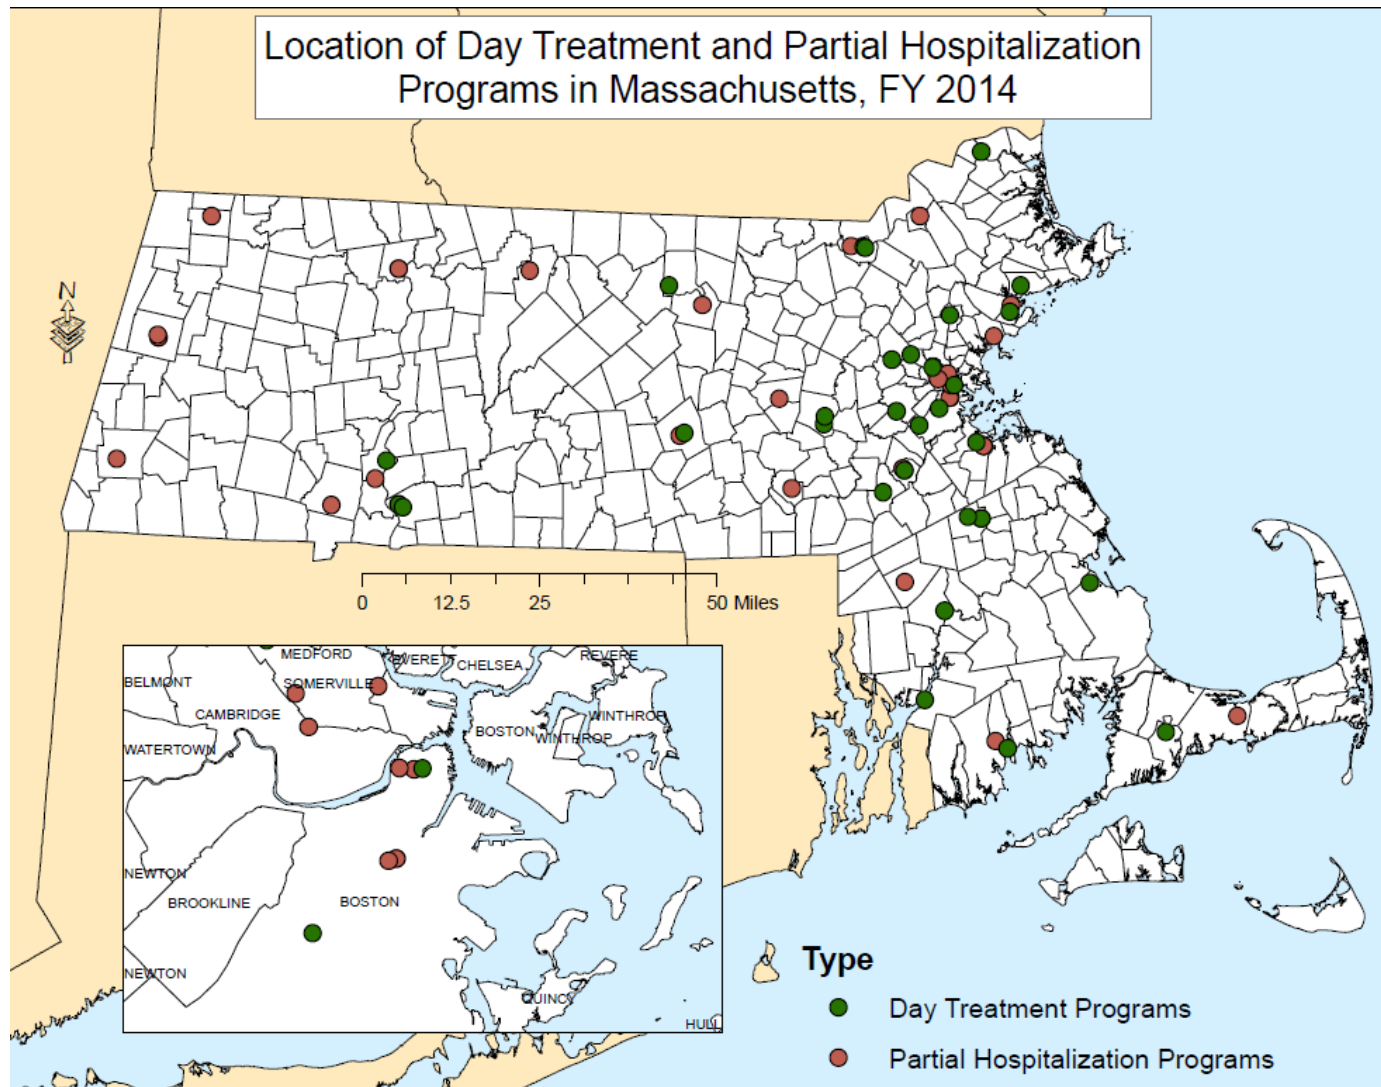 Location of Day Treatment and Partial Hospitalization
Programs in Massachusetts, FY 2014
N
0 12.5 25 50 Miles
MEDFORD
EVERETT
CHELSEA
REVERE
BELMONT
SOMERVILLE
CAMBRIDGE
WINTHROP
BOSTON
WINTHROP
WATERTOWN
NEWTON
BROOKLINE
BOSTON
NEWTON
QUINCY
HULL
Type
Day Treatment Programs
Partial Hospitalization Programs